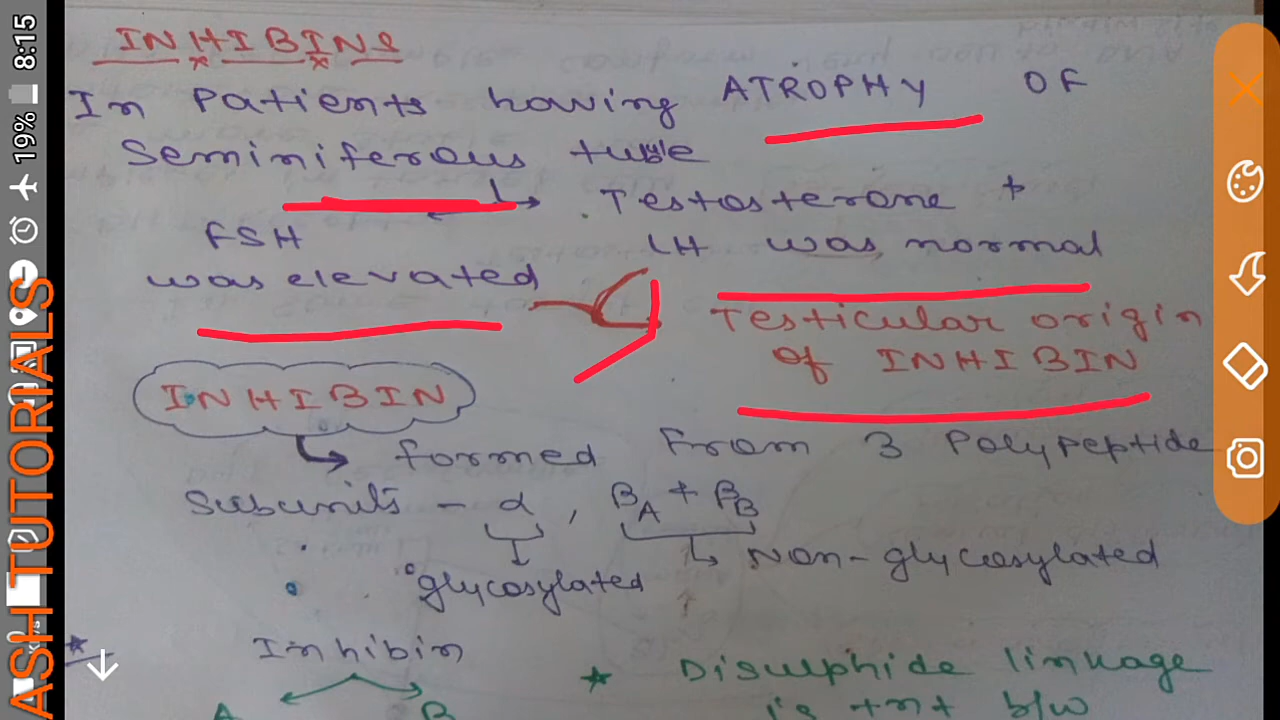 INHIBINS
In Patients having ATROPHY OF
Seminiferous tubule
Testosterone +
FSH LH was normal
was elevated
Testicular origin
of INHIBIN
INHIBIN
formed From 3 Polypeptide
Subunits - α, βA + βB
Non-glycosylated
glycosylated
Inhibin
A B
* Disulphide linkage
is +nt b/w
8:15
19%
ASH TUTORIALS